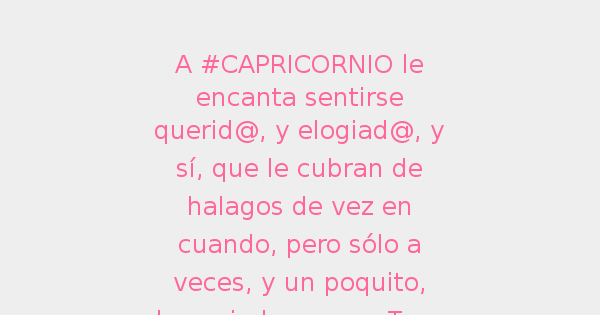 A #CAPRICORNIO le
encanta sentirse
querid@, y elogiad@, y
sí, que le cubran de
halagos de vez en
cuando, pero sólo a
veces, y un poquito,